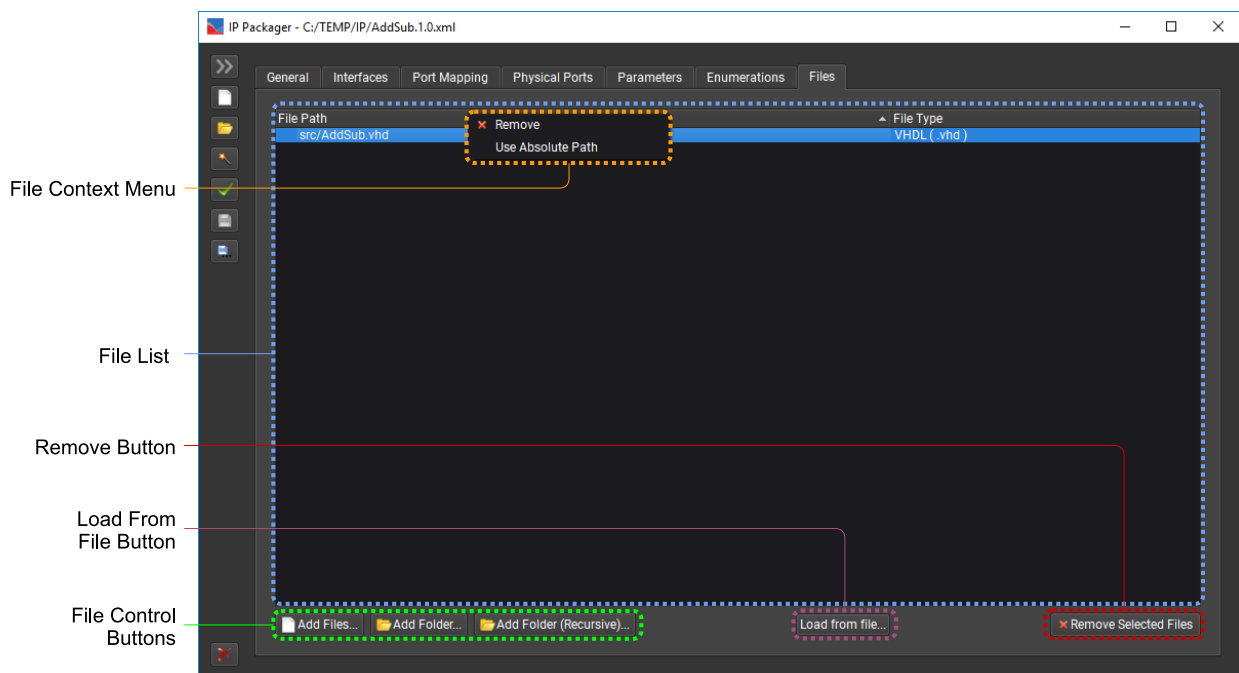 IP Packager - C:/TEMP/IP/AddSub.1.0.xml
General Interfaces Port Mapping Physical Ports Parameters Enumerations Files
File Path File Type
src/AddSub.vhd VHDL ( .vhd )
Remove
Use Absolute Path
File Context Menu
File List
Remove Button
Load From
File Button
File Control
Buttons
Add Files... Add Folder... Add Folder (Recursive)... Load from file... Remove Selected Files